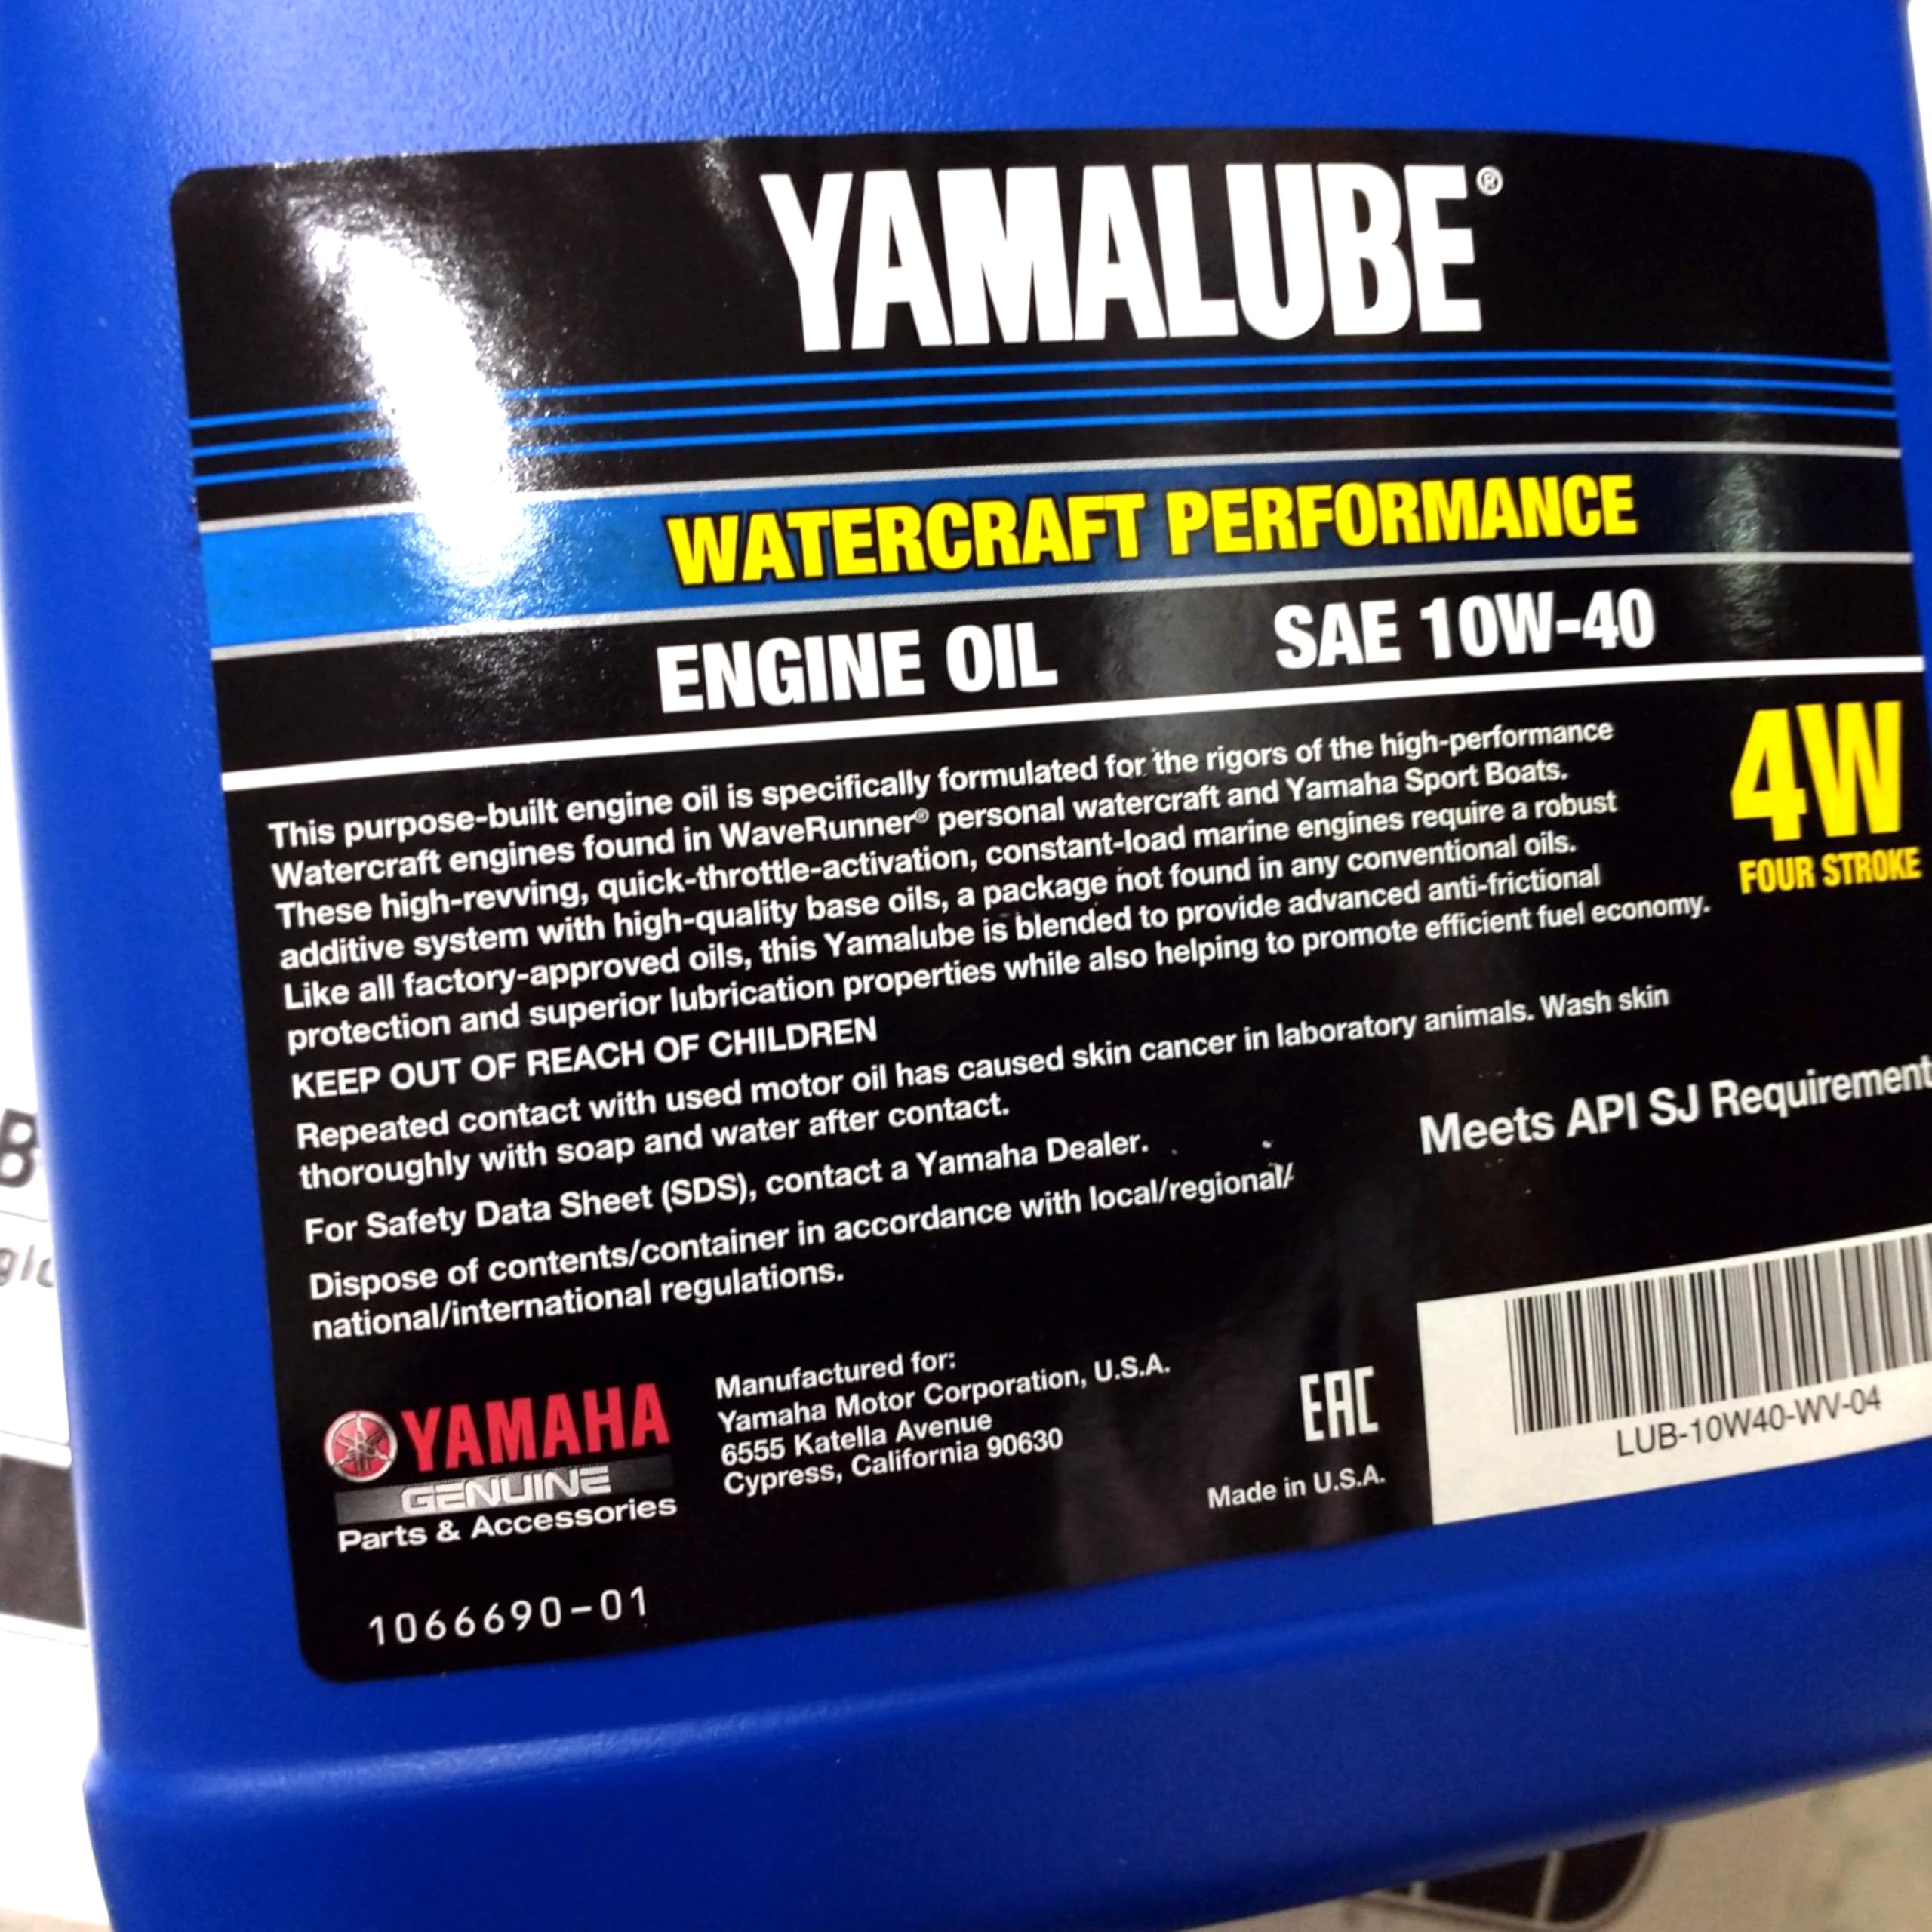 YAMALUBE®
WATERCRAFT PERFORMANCE
ENGINE OIL SAE 10W-40
4W
FOUR STROKE
This purpose-built engine oil is specifically formulated for the rigors of the high-performance
Watercraft engines found in WaveRunner® personal watercraft and Yamaha Sport Boats.
These high-revving, quick-throttle-activation, constant-load marine engines require a robust
additive system with high-quality base oils, a package not found in any conventional oils.
Like all factory-approved oils, this Yamalube is blended to provide advanced anti-frictional
protection and superior lubrication properties while also helping to promote efficient fuel economy.
KEEP OUT OF REACH OF CHILDREN
Repeated contact with used motor oil has caused skin cancer in laboratory animals. Wash skin
thoroughly with soap and water after contact.
For Safety Data Sheet (SDS), contact a Yamaha Dealer.
Dispose of contents/container in accordance with local/regional/
national/international regulations.
Meets API SJ Requirement
YAMAHA
GENUINE
Parts & Accessories
Manufactured for:
Yamaha Motor Corporation, U.S.A.
6555 Katella Avenue
Cypress, California 90630
EAC
Made in U.S.A.
LUB-10W40-WV-04
1066690-01